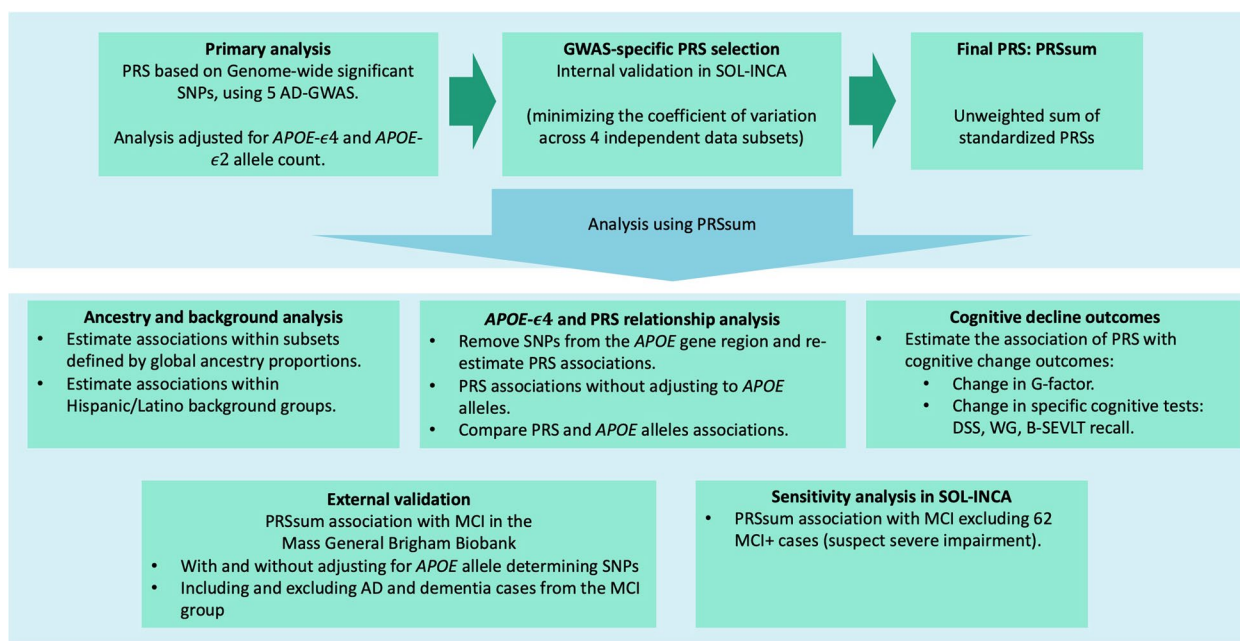 Primary analysis
PRS based on Genome-wide significant
SNPs, using 5 AD-GWAS.
Analysis adjusted for APOE-ϵ4 and APOE-
ϵ2 allele count.
GWAS-specific PRS selection
Internal validation in SOL-INCA
(minimizing the coefficient of variation
across 4 independent data subsets)
Final PRS: PRSsum
Unweighted sum of
standardized PRSs
Analysis using PRSsum
Ancestry and background analysis
• Estimate associations within subsets
defined by global ancestry proportions.
• Estimate associations within
Hispanic/Latino background groups.
APOE-ϵ4 and PRS relationship analysis
• Remove SNPs from the APOE gene region and re-
estimate PRS associations.
• PRS associations without adjusting to APOE
alleles.
• Compare PRS and APOE alleles associations.
Cognitive decline outcomes
• Estimate the association of PRS with
cognitive change outcomes:
• Change in G-factor.
• Change in specific cognitive tests:
DSS, WG, B-SEVLT recall.
External validation
PRSsum association with MCI in the
Mass General Brigham Biobank
• With and without adjusting for APOE allele determining SNPs
• Including and excluding AD and dementia cases from the MCI
group
Sensitivity analysis in SOL-INCA
• PRSsum association with MCI excluding 62
MCI+ cases (suspect severe impairment).